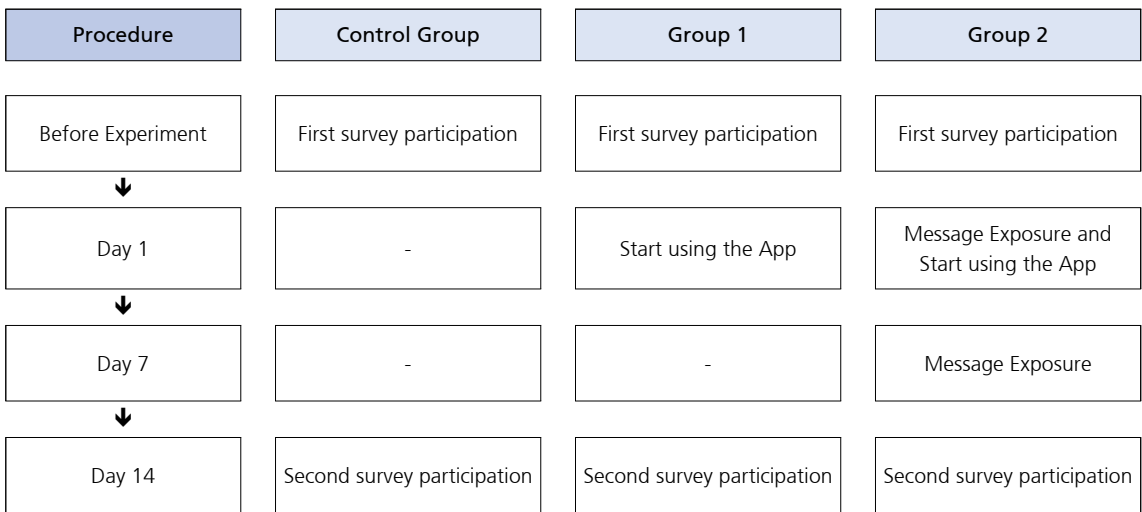 Procedure
Control Group
Group 1
Group 2
Before Experiment
First survey participation
First survey participation
First survey participation
Day 1
-
Start using the App
Message Exposure and
Start using the App
Day 7
-
-
Message Exposure
Day 14
Second survey participation
Second survey participation
Second survey participation